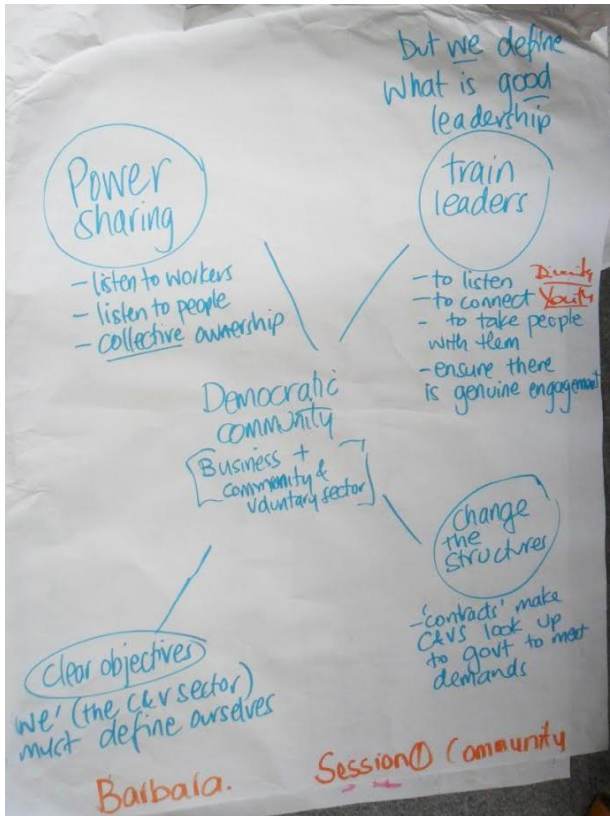 but we define
what is good
leadership
Power
sharing
- listen to workers
- listen to people
- collective ownership
train
leaders
- to listen
- to connect Youth
- to take people
with them
- ensure there
is genuine engagement
Democratic
community
[Business +
community &
voluntary sector]
change
the
structures
- 'contracts' make
C&VS look up
to govt to meet
demands
clear objectives
'we' (the C&V sector)
must define ourselves
Barbara.
Session ① Community